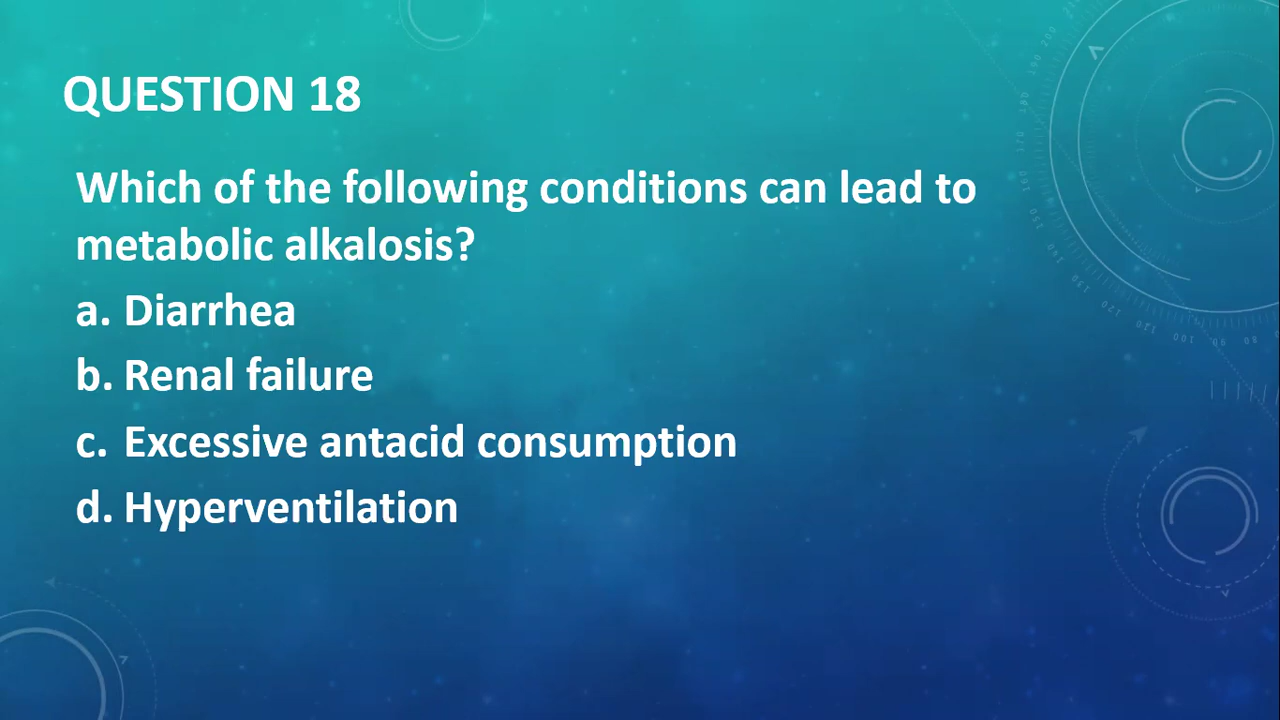 QUESTION 18
Which of the following conditions can lead to
metabolic alkalosis?
a. Diarrhea
b. Renal failure
c. Excessive antacid consumption
d. Hyperventilation